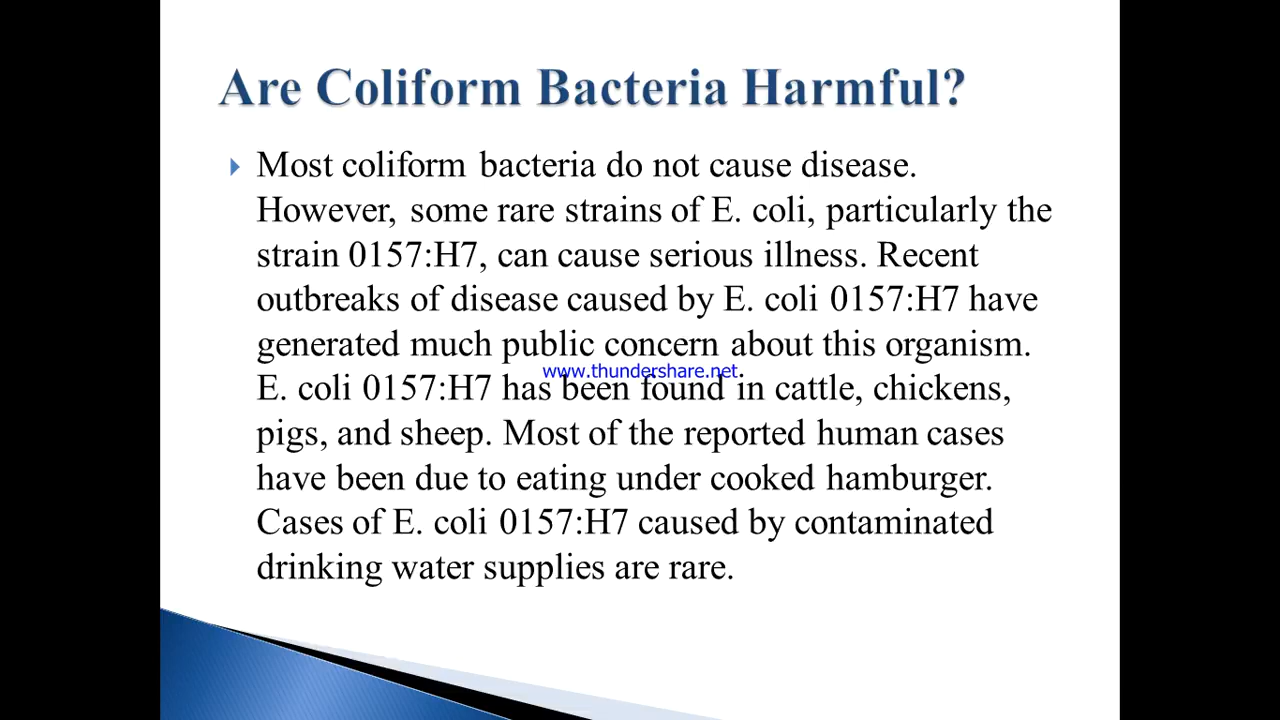 Are Coliform Bacteria Harmful?
Most coliform bacteria do not cause disease.
However, some rare strains of E. coli, particularly the
strain 0157:H7, can cause serious illness. Recent
outbreaks of disease caused by E. coli 0157:H7 have
generated much public concern about this organism.
www.thundershare.net
E. coli 0157:H7 has been found in cattle, chickens,
pigs, and sheep. Most of the reported human cases
have been due to eating under cooked hamburger.
Cases of E. coli 0157:H7 caused by contaminated
drinking water supplies are rare.